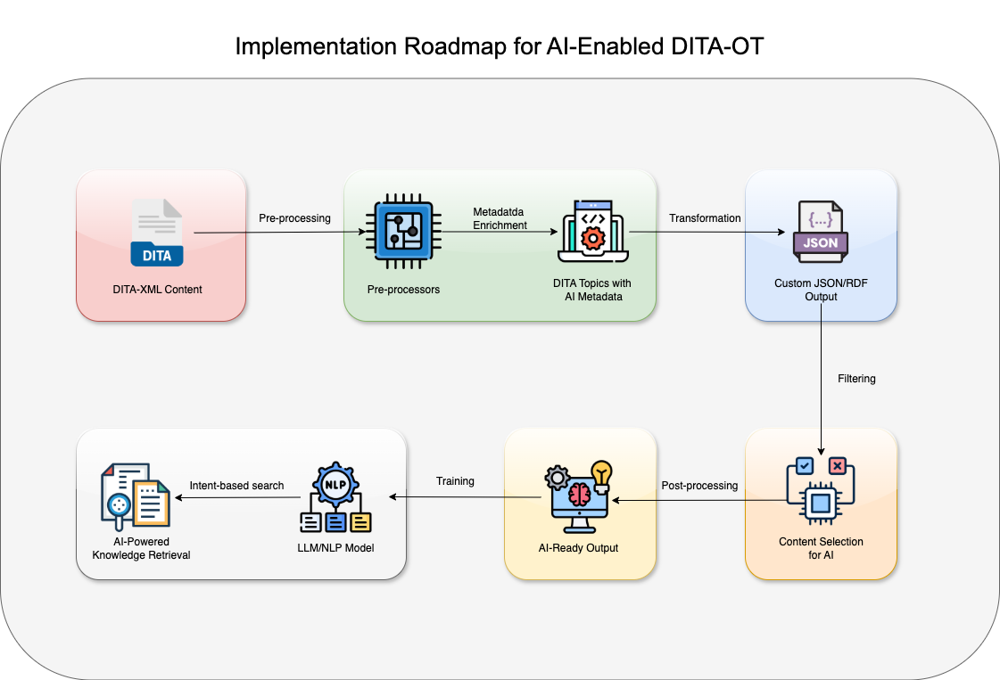 Implementation Roadmap for AI-Enabled DITA-OT
DITA
DITA-XML Content
Pre-processing
Pre-processors
Metadatda
Enrichment
DITA Topics with
AI Metadata
Transformation
{...}
JSON
Custom JSON/RDF
Output
Filtering
Content Selection
for AI
Post-processing
AI-Ready Output
Training
NLP
LLM/NLP Model
Intent-based search
AI-Powered
Knowledge Retrieval